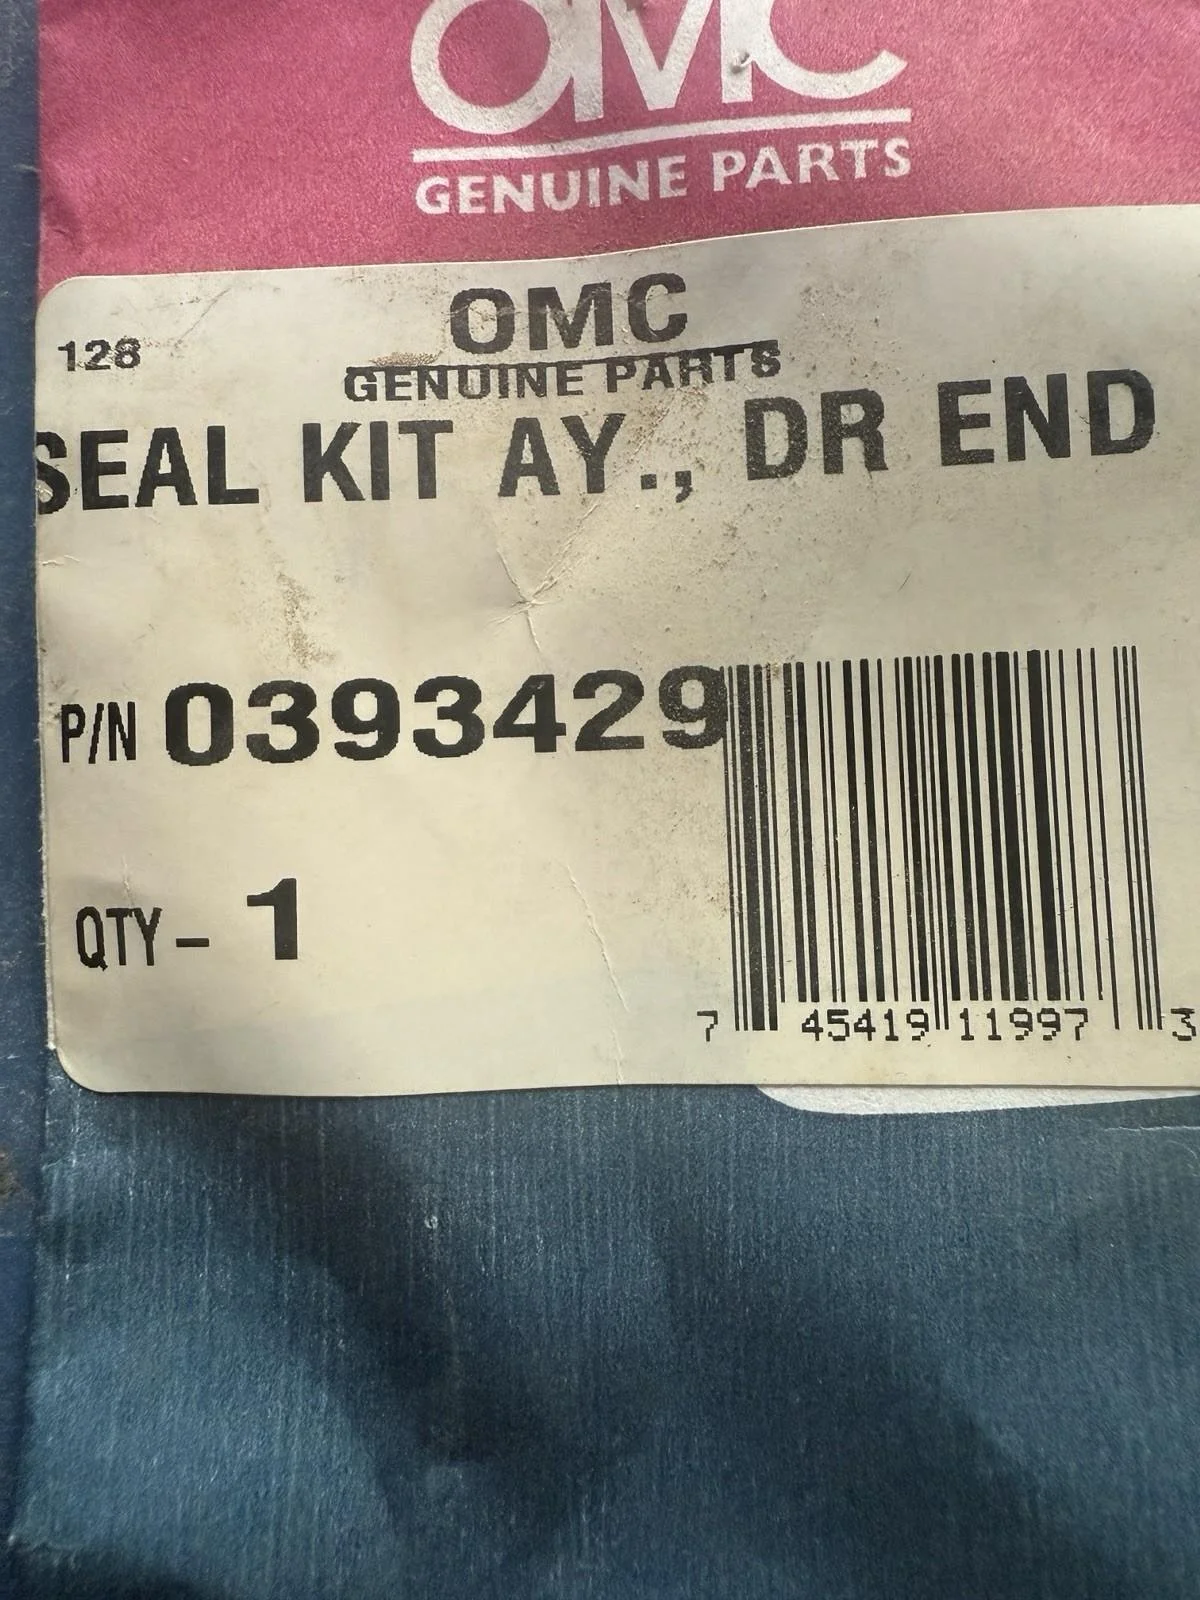 OMC
GENUINE PARTS
OMC
128
GENUINE PARTS
SEAL KIT AY., DR END
P/N 0393429
QTY- 1
7 45419 11997 3